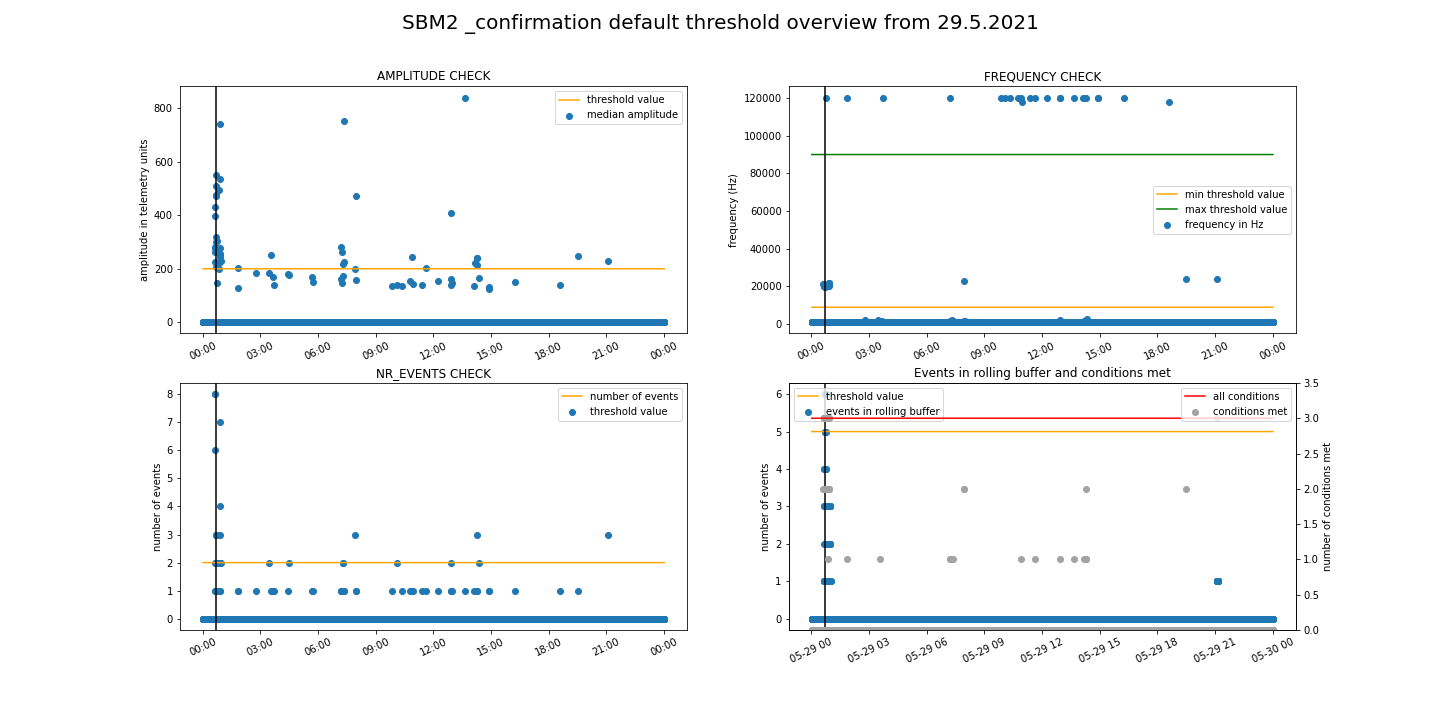 SBM2 _confirmation default threshold overview from 29.5.2021
AMPLITUDE CHECK
amplitude in telemetry units
800
600
400
200
0
threshold value
median amplitude
00:00 03:00 06:00 09:00 12:00 15:00 18:00 21:00 00:00
FREQUENCY CHECK
frequency (Hz)
120000
100000
80000
60000
40000
20000
0
min threshold value
max threshold value
frequency in Hz
00:00 03:00 06:00 09:00 12:00 15:00 18:00 21:00 00:00
NR_EVENTS CHECK
number of events
8
7
6
5
4
3
2
1
0
number of events
threshold value
00:00 03:00 06:00 09:00 12:00 15:00 18:00 21:00 00:00
Events in rolling buffer and conditions met
number of events
6
5
4
3
2
1
0
threshold value
events in rolling buffer
all conditions
conditions met
3.5
3.0
2.5
2.0
1.5
1.0
0.5
0.0
number of conditions met
05-29 00 05-29 03 05-29 06 05-29 09 05-29 12 05-29 15 05-29 18 05-29 21 05-30 00